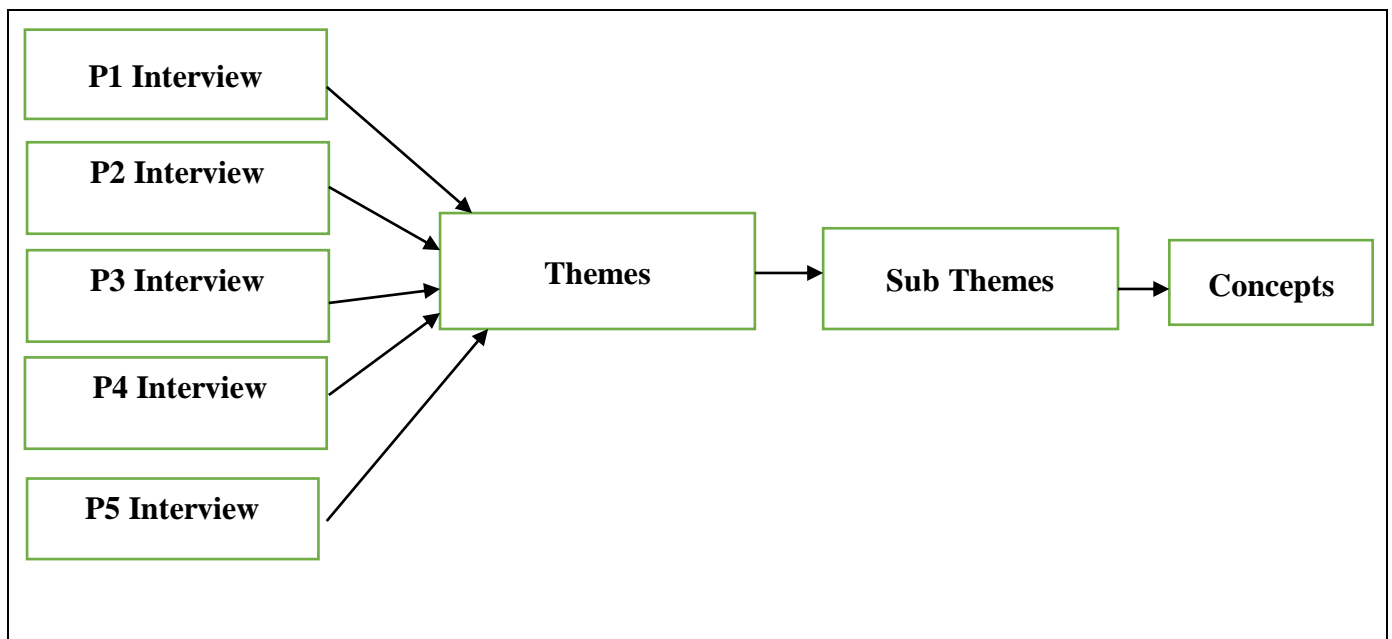 P1 Interview
P2 Interview
P3 Interview
P4 Interview
P5 Interview
Themes
Sub Themes
Concepts